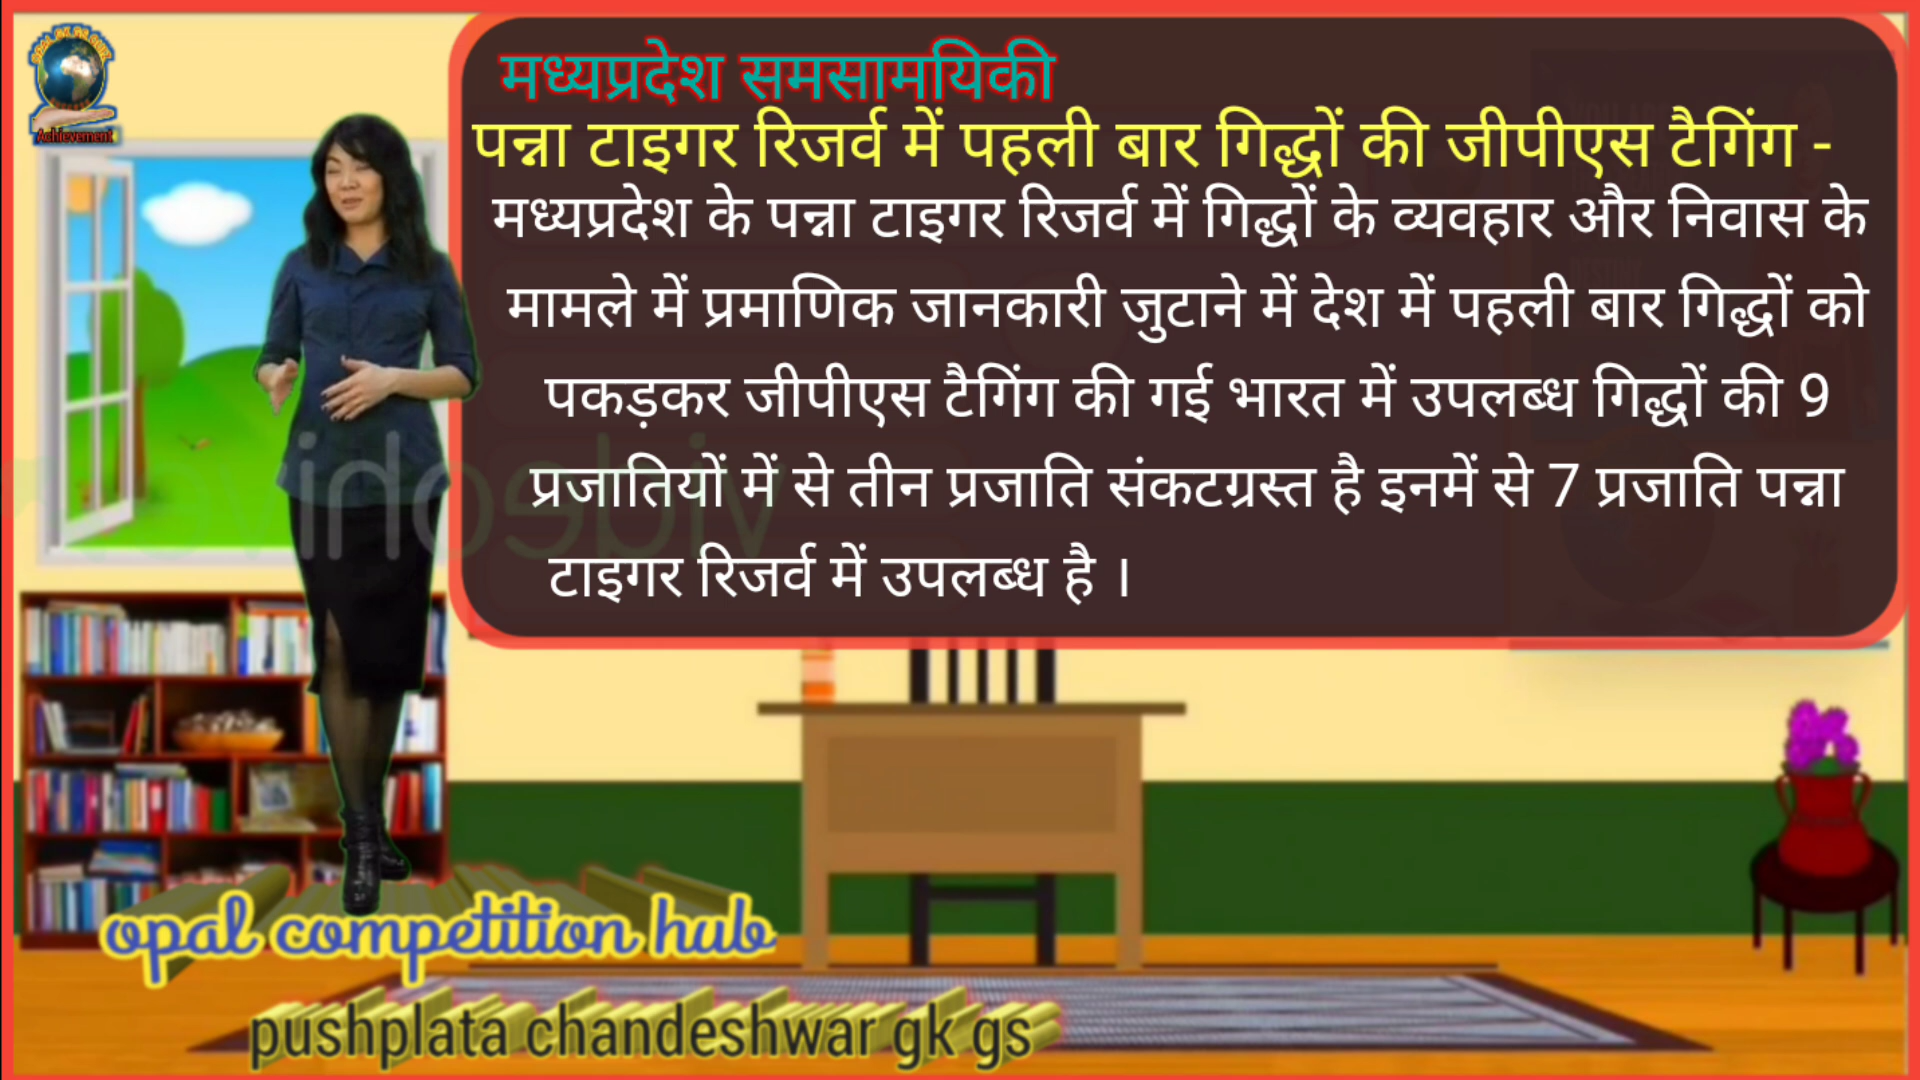 मध्यप्रदेश समसामयिकी
पन्ना टाइगर रिजर्व में पहली बार गिद्धों की जीपीएस टैगिंग -
मध्यप्रदेश के पन्ना टाइगर रिजर्व में गिद्धों के व्यवहार और निवास के
मामले में प्रमाणिक जानकारी जुटाने में देश में पहली बार गिद्धों को
पकड़कर जीपीएस टैगिंग की गई भारत में उपलब्ध गिद्धों की 9
प्रजातियों में से तीन प्रजाति संकटग्रस्त है इनमें से 7 प्रजाति पन्ना
टाइगर रिजर्व में उपलब्ध है ।
Achievement
opal competition hub
pushplata chandeshwar gk gs